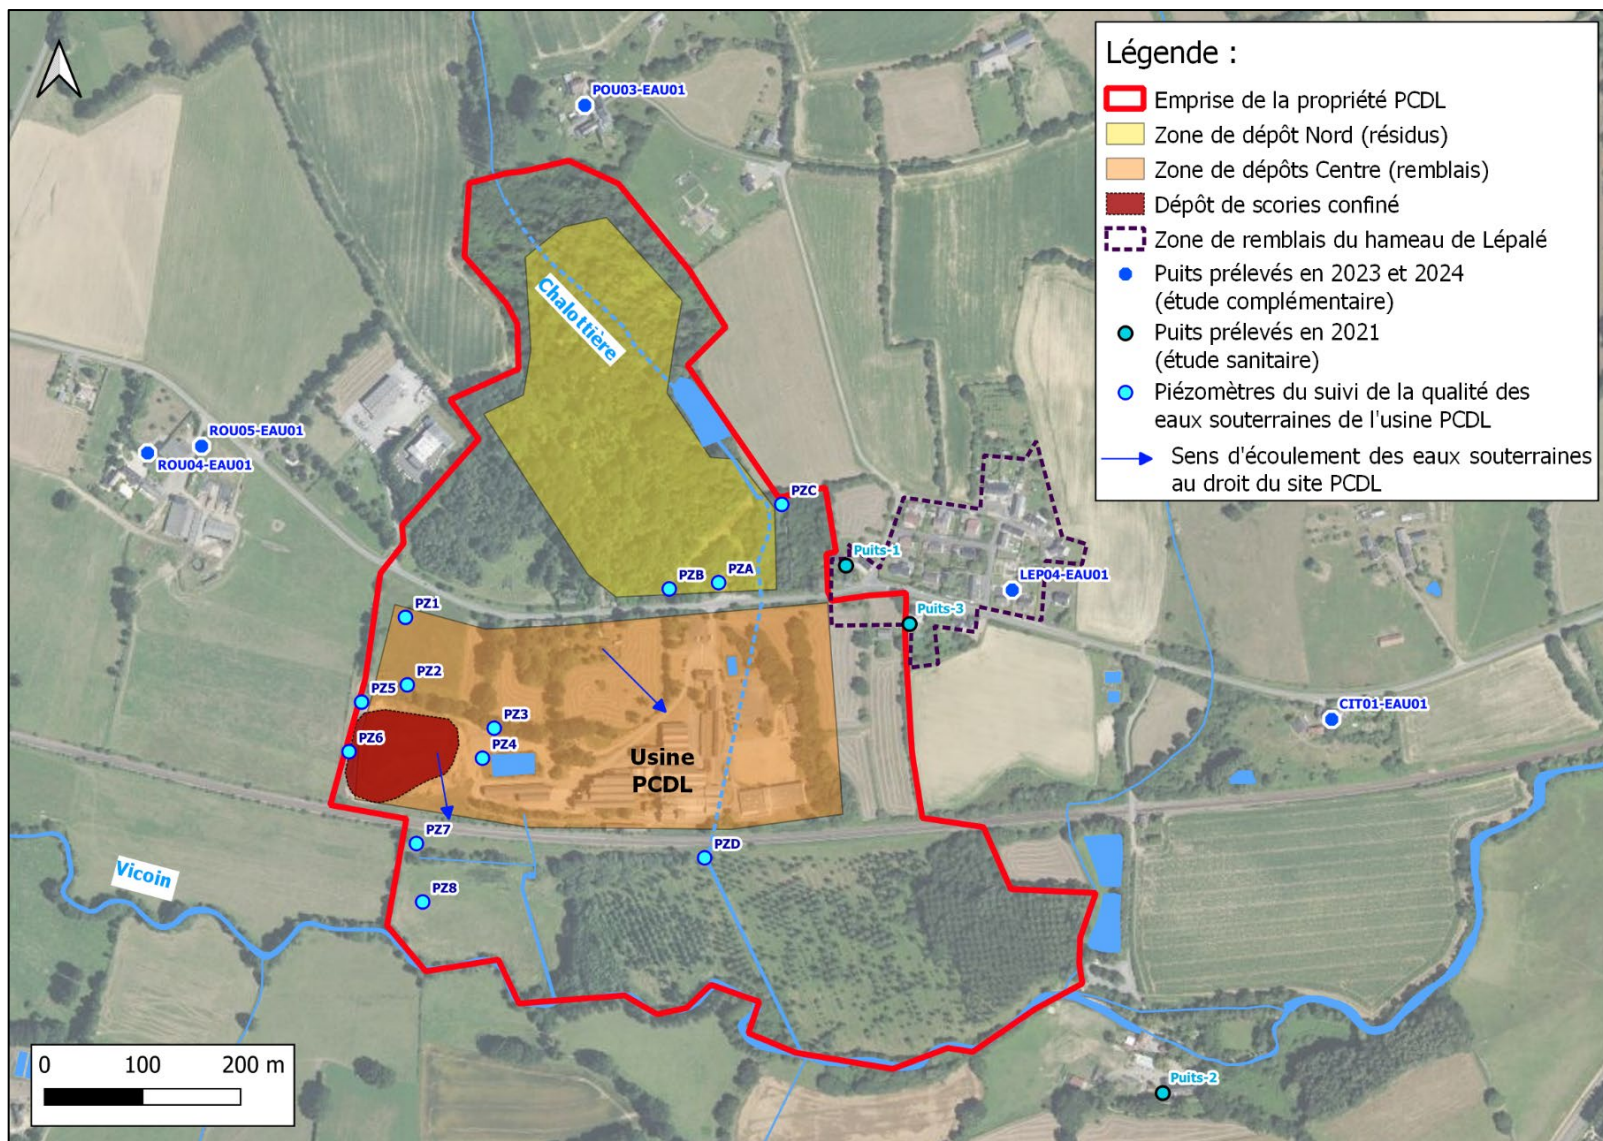 Légende :
Emprise de la propriété PCDL
Zone de dépôt Nord (résidus)
Zone de dépôts Centre (remblais)
Dépôt de scories confiné
Zone de remblais du hameau de Lépalé
Puits prélevés en 2023 et 2024
(étude complémentaire)
Puits prélevés en 2021
(étude sanitaire)
Piézomètres du suivi de la qualité des
eaux souterraines de l'usine PCDL
Sens d'écoulement des eaux souterraines
au droit du site PCDL
POU03-EAU01
Chalottière
ROU05-EAU01
ROU04-EAU01
PZC
Puits-1
PZB
PZA
LEP04-EAU01
PZ1
Puits-3
PZ2
PZ5
PZ3
CIT01-EAU01
PZ6
PZ4
Usine
PCDL
PZ7
PZD
Vicoin
PZ8
Puits-2
0 100 200 m